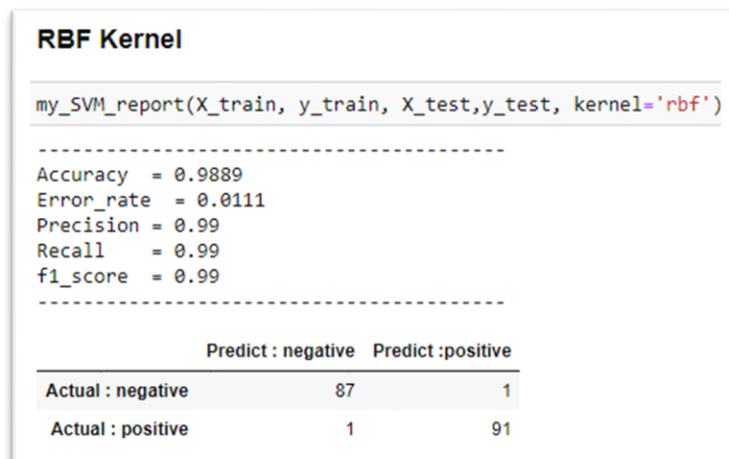 RBF Kernel
my_SVM_report(X_train, y_train, X_test,y_test, kernel='rbf')
-----------------------------------------
Accuracy  = 0.9889
Error_rate  = 0.0111
Precision = 0.99
Recall    = 0.99
f1_score  = 0.99
-----------------------------------------
Predict : negative Predict :positive
Actual : negative 87 1
Actual : positive 1 91